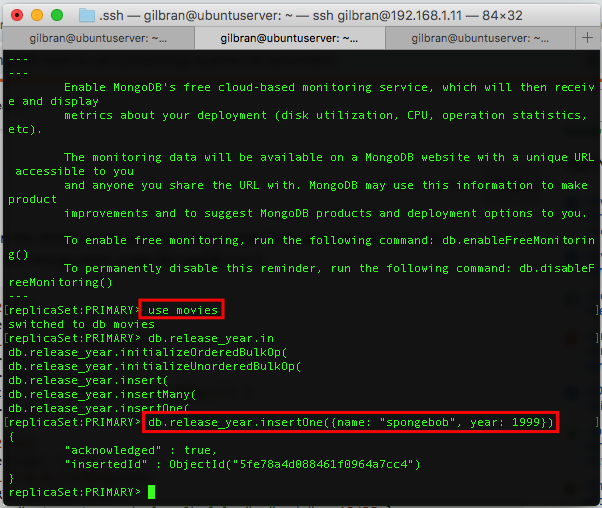 .ssh — gilbran@ubuntuserver: ~ — ssh gilbran@192.168.1.11 — 84×32
gilbran@ubuntuserver: ~... gilbran@ubuntuserver: ~... gilbran@ubuntuserver: ~... +
---
---
        Enable MongoDB's free cloud-based monitoring service, which will then receiv
e and display
        metrics about your deployment (disk utilization, CPU, operation statistics,
etc).
        The monitoring data will be available on a MongoDB website with a unique URL
 accessible to you
        and anyone you share the URL with. MongoDB may use this information to make
product
        improvements and to suggest MongoDB products and deployment options to you.
        To enable free monitoring, run the following command: db.enableFreeMonitorin
g()
        To permanently disable this reminder, run the following command: db.disableF
reeMonitoring()
---
[replicaSet:PRIMARY> use movies
switched to db movies
[replicaSet:PRIMARY> db.release_year.in
db.release_year.initializeOrderedBulkOp(
db.release_year.initializeUnorderedBulkOp(
db.release_year.insert(
db.release_year.insertMany(
db.release_year.insertOne(
[replicaSet:PRIMARY> db.release_year.insertOne({name: "spongebob", year: 1999})
{
        "acknowledged" : true,
        "insertedId" : ObjectId("5fe78a4d088461f0964a7cc4")
}
replicaSet:PRIMARY>